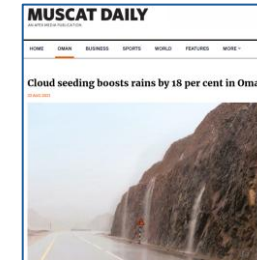 MUSCAT DAILY
HOME OMAN BUSINESS SPORTS WORLD FEATURES MORE
Cloud seeding boosts rains by 18 per cent in Oma